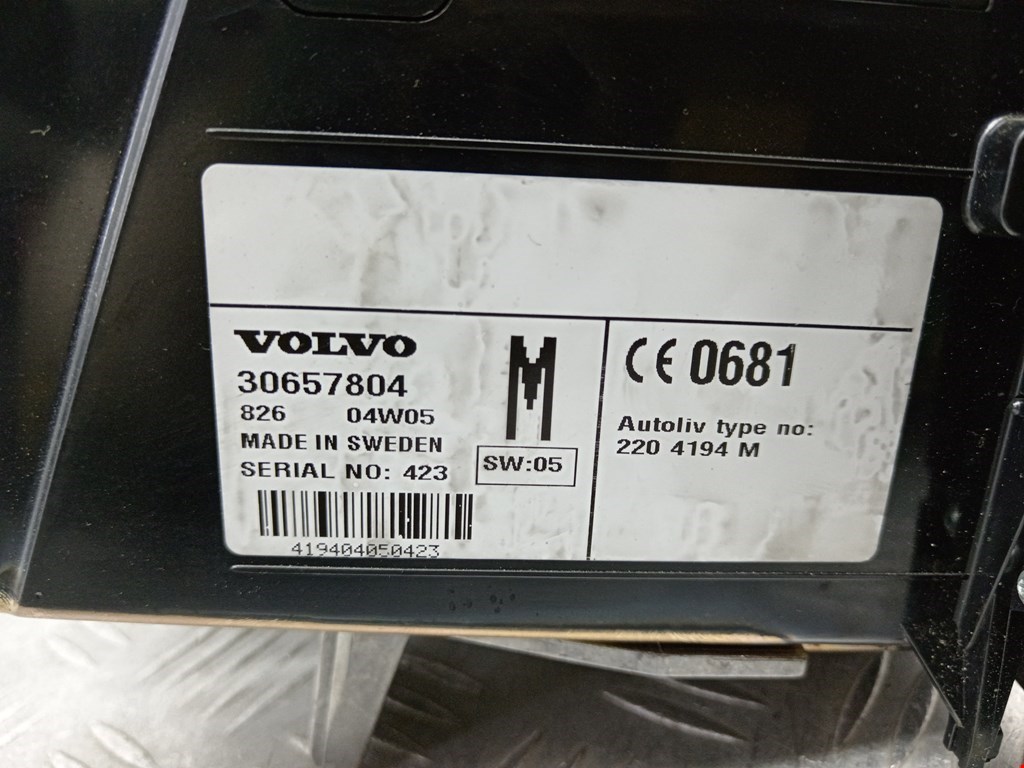 VOLVO
30657804
826 04W05
MADE IN SWEDEN
SERIAL NO: 423
419404050423
M
SW:05
CE 0681
Autoliv type no:
220 4194 M